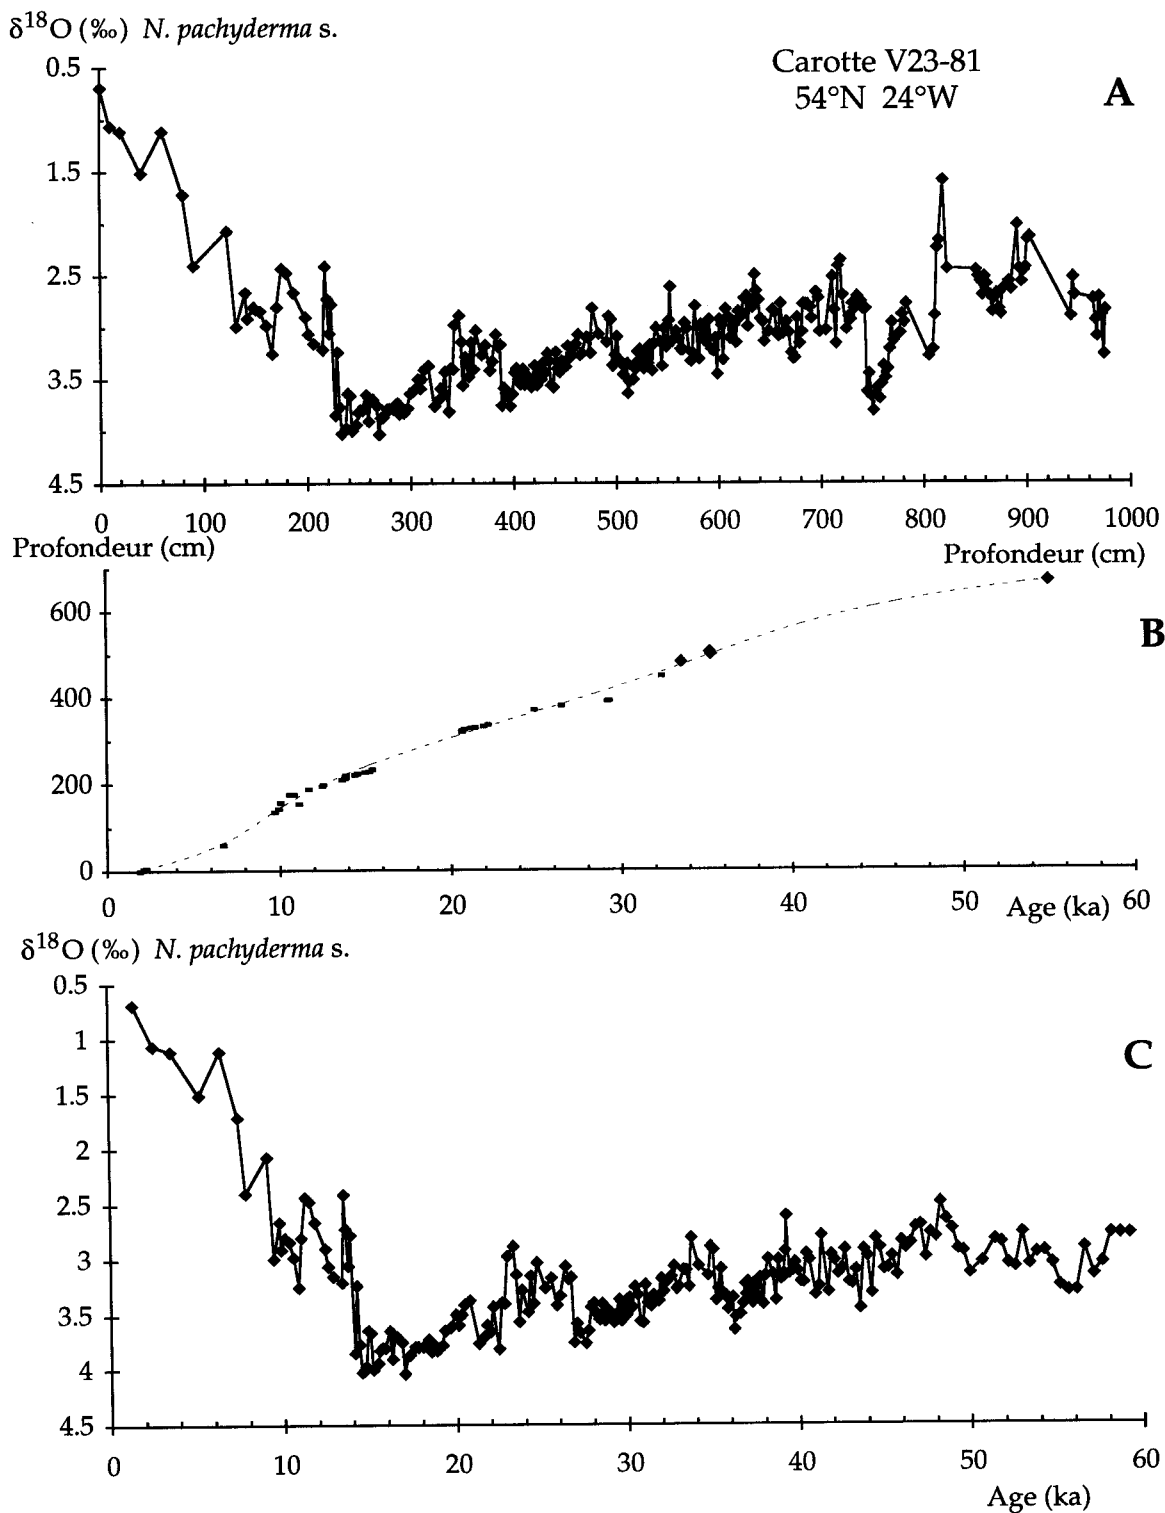 δ18O (‰) N. pachyderma s.
Carotte V23-81
54°N 24°W
A
0.5
1.5
2.5
3.5
4.5
0 100 200 300 400 500 600 700 800 900 1000
Profondeur (cm)
Profondeur (cm)
B
600
400
200
0
0 10 20 30 40 50 Age (ka) 60
δ18O (‰) N. pachyderma s.
C
0.5
1
1.5
2
2.5
3
3.5
4
4.5
0 10 20 30 40 50 60
Age (ka)